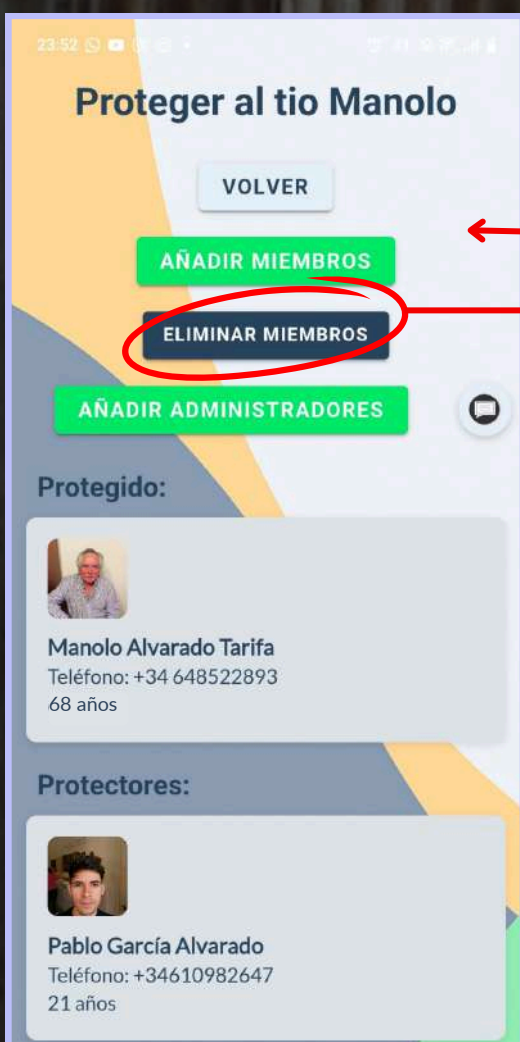 23:52
Proteger al tio Manolo
VOLVER
AÑADIR MIEMBROS
ELIMINAR MIEMBROS
AÑADIR ADMINISTRADORES
Protegido:
Manolo Alvarado Tarifa
Teléfono: +34 648522893
68 años
Protectores:
Pablo García Alvarado
Teléfono: +34610982647
21 años